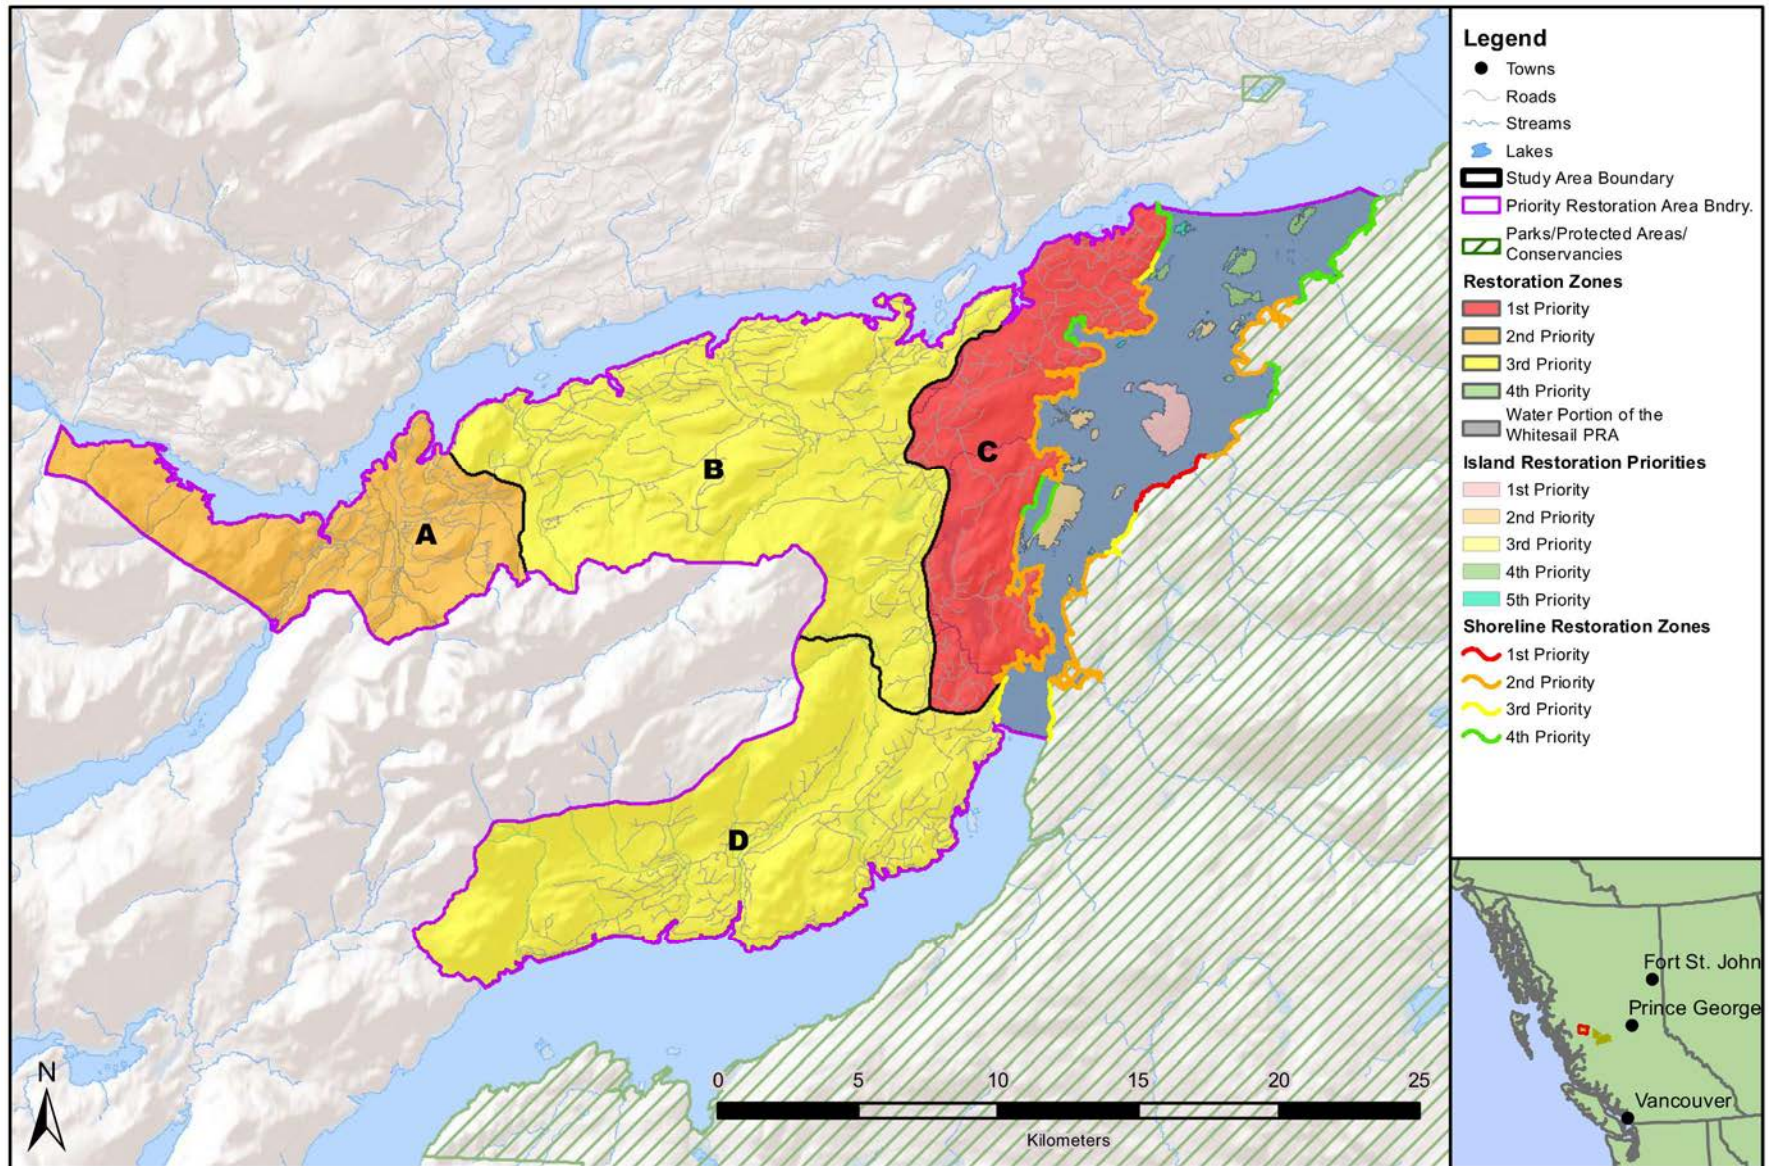 A
B
C
D
N
0 5 10 15 20 25
Kilometers
Legend
Towns
Roads
Streams
Lakes
Study Area Boundary
Priority Restoration Area Bndry.
Parks/Protected Areas/
Conservancies
Restoration Zones
1st Priority
2nd Priority
3rd Priority
4th Priority
Water Portion of the
Whitesail PRA
Island Restoration Priorities
1st Priority
2nd Priority
3rd Priority
4th Priority
5th Priority
Shoreline Restoration Zones
1st Priority
2nd Priority
3rd Priority
4th Priority
Fort St. John
Prince George
Vancouver